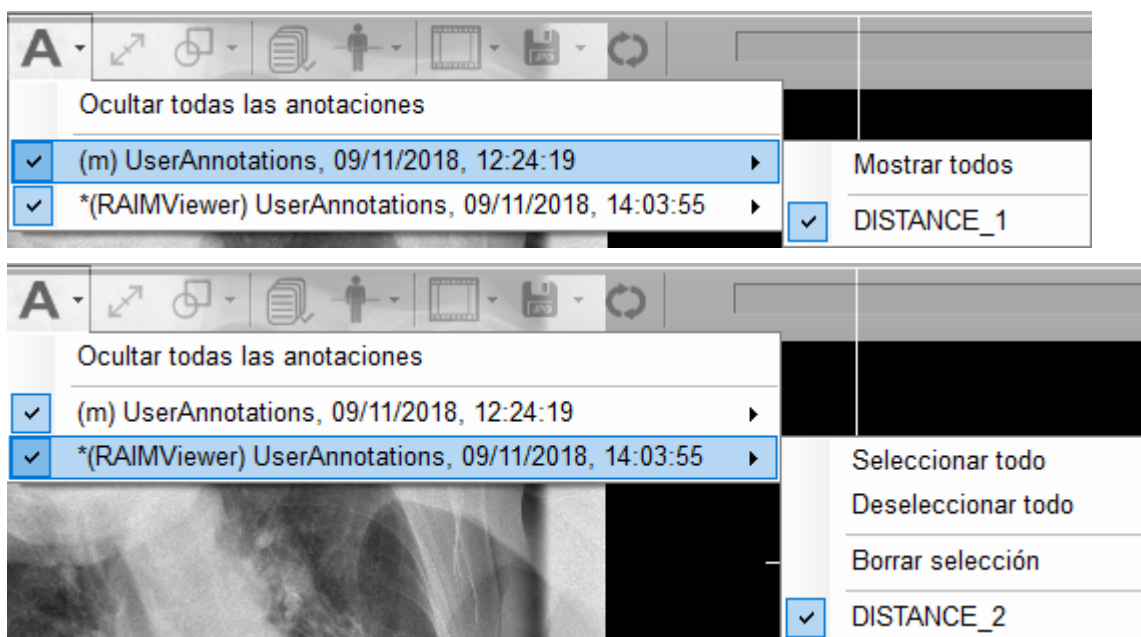 A
JPG
Ocultar todas las anotaciones
(m) UserAnnotations, 09/11/2018, 12:24:19
*(RAIMViewer) UserAnnotations, 09/11/2018, 14:03:55
Mostrar todos
DISTANCE_1
A
JPG
Ocultar todas las anotaciones
(m) UserAnnotations, 09/11/2018, 12:24:19
*(RAIMViewer) UserAnnotations, 09/11/2018, 14:03:55
Seleccionar todo
Deseleccionar todo
Borrar selección
DISTANCE_2